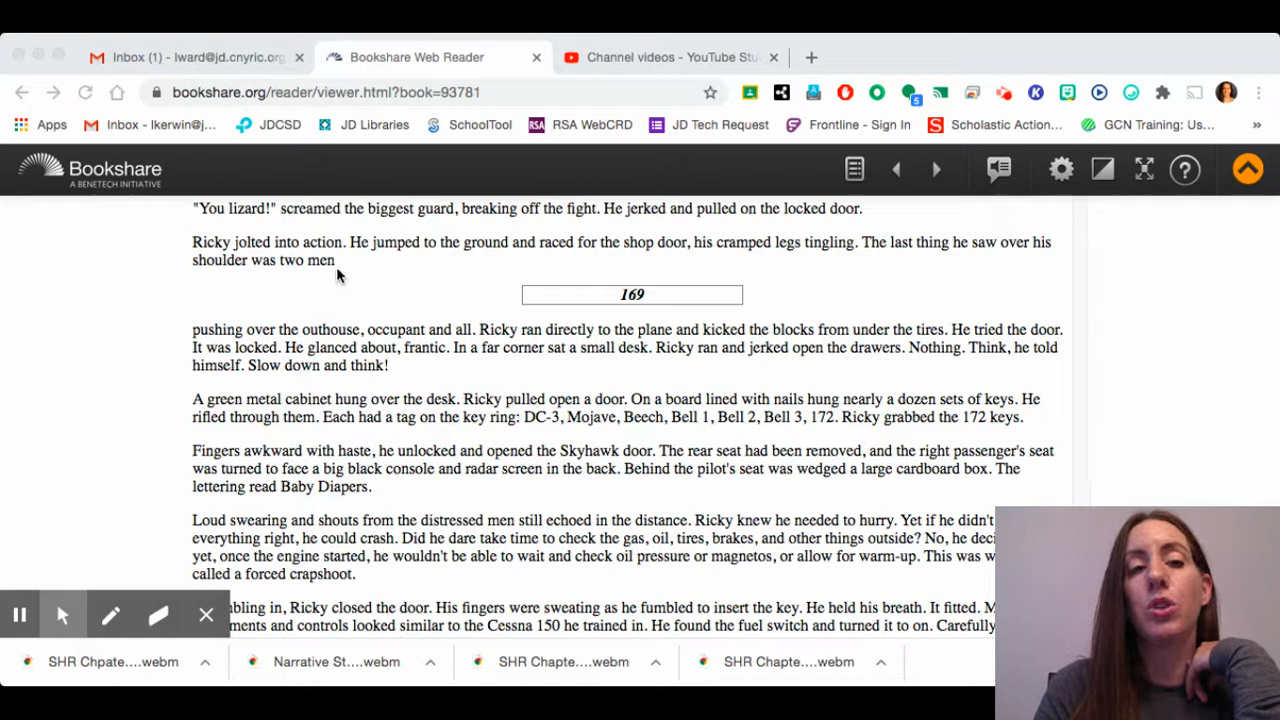 Inbox (1) - lward@jd.cnyric.org
Bookshare Web Reader
Channel videos - YouTube Stu
bookshare.org/reader/viewer.html?book=93781
5
Apps
Inbox - lkerwin@j...
JDCSD
JD Libraries
SchoolTool
RSA RSA WebCRD
JD Tech Request
Frontline - Sign In
Scholastic Action...
GCN Training: Us...
Bookshare
A BENETECH INITIATIVE
"You lizard!" screamed the biggest guard, breaking off the fight. He jerked and pulled on the locked door.
Ricky jolted into action. He jumped to the ground and raced for the shop door, his cramped legs tingling. The last thing he saw over his
shoulder was two men
169
pushing over the outhouse, occupant and all. Ricky ran directly to the plane and kicked the blocks from under the tires. He tried the door.
It was locked. He glanced about, frantic. In a far corner sat a small desk. Ricky ran and jerked open the drawers. Nothing. Think, he told
himself. Slow down and think!
A green metal cabinet hung over the desk. Ricky pulled open a door. On a board lined with nails hung nearly a dozen sets of keys. He
rifled through them. Each had a tag on the key ring: DC-3, Mojave, Beech, Bell 1, Bell 2, Bell 3, 172. Ricky grabbed the 172 keys.
Fingers awkward with haste, he unlocked and opened the Skyhawk door. The rear seat had been removed, and the right passenger's seat
was turned to face a big black console and radar screen in the back. Behind the pilot's seat was wedged a large cardboard box. The
lettering read Baby Diapers.
Loud swearing and shouts from the distressed men still echoed in the distance. Ricky knew he needed to hurry. Yet if he didn't
everything right, he could crash. Did he dare take time to check the gas, oil, tires, brakes, and other things outside? No, he deci
yet, once the engine started, he wouldn't be able to wait and check oil pressure or magnetos, or allow for warm-up. This was w
called a forced crapshoot.
bling in, Ricky closed the door. His fingers were sweating as he fumbled to insert the key. He held his breath. It fitted. M
ments and controls looked similar to the Cessna 150 he trained in. He found the fuel switch and turned it to on. Carefully
SHR Chpate....webm
Narrative St....webm
SHR Chapte....webm
SHR Chapte....webm